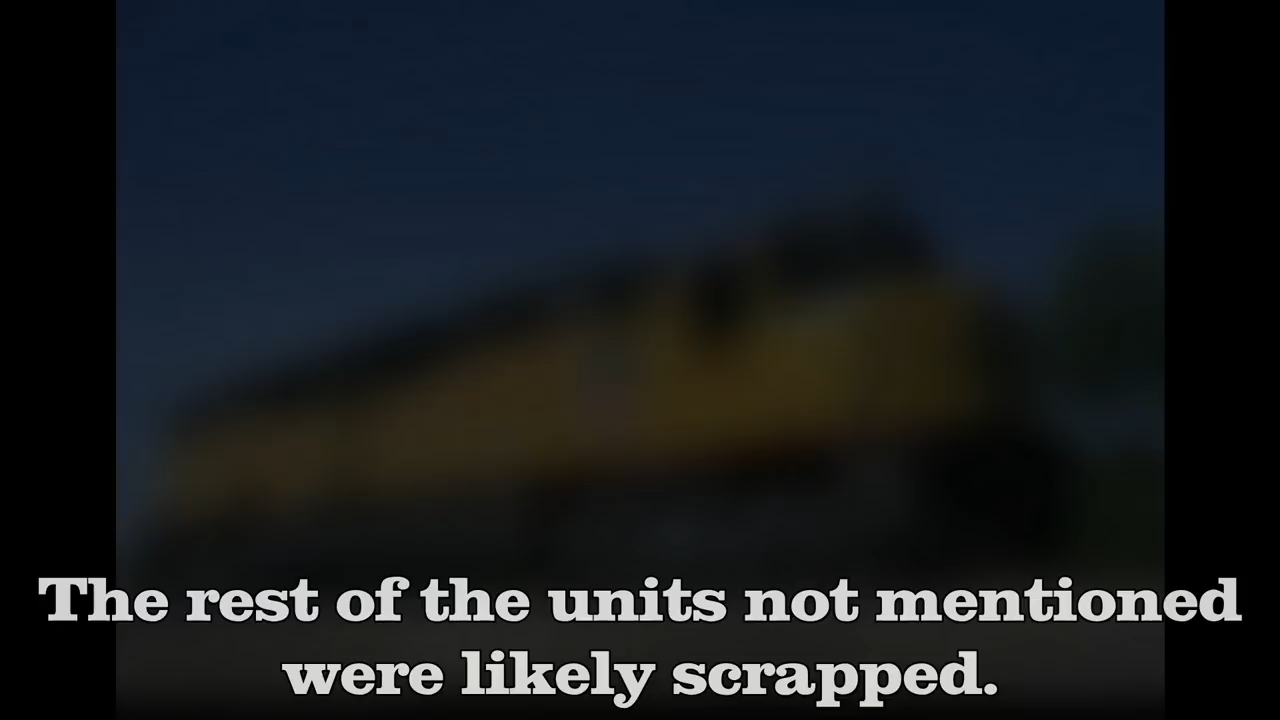 The rest of the units not mentioned
were likely scrapped.